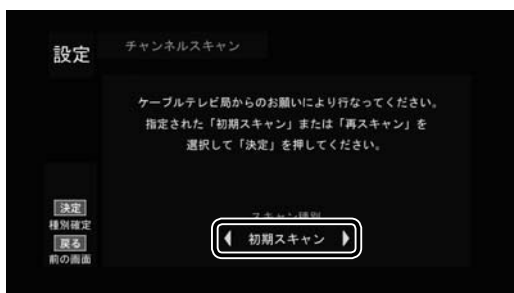 設定
チャンネルスキャン
ケーブルテレビ局からのお願いにより行なってください。
指定された「初期スキャン」または「再スキャン」を
選択して「決定」を押してください。
スキャン種別
初期スキャン
決定
種別確定
戻る
前の画面